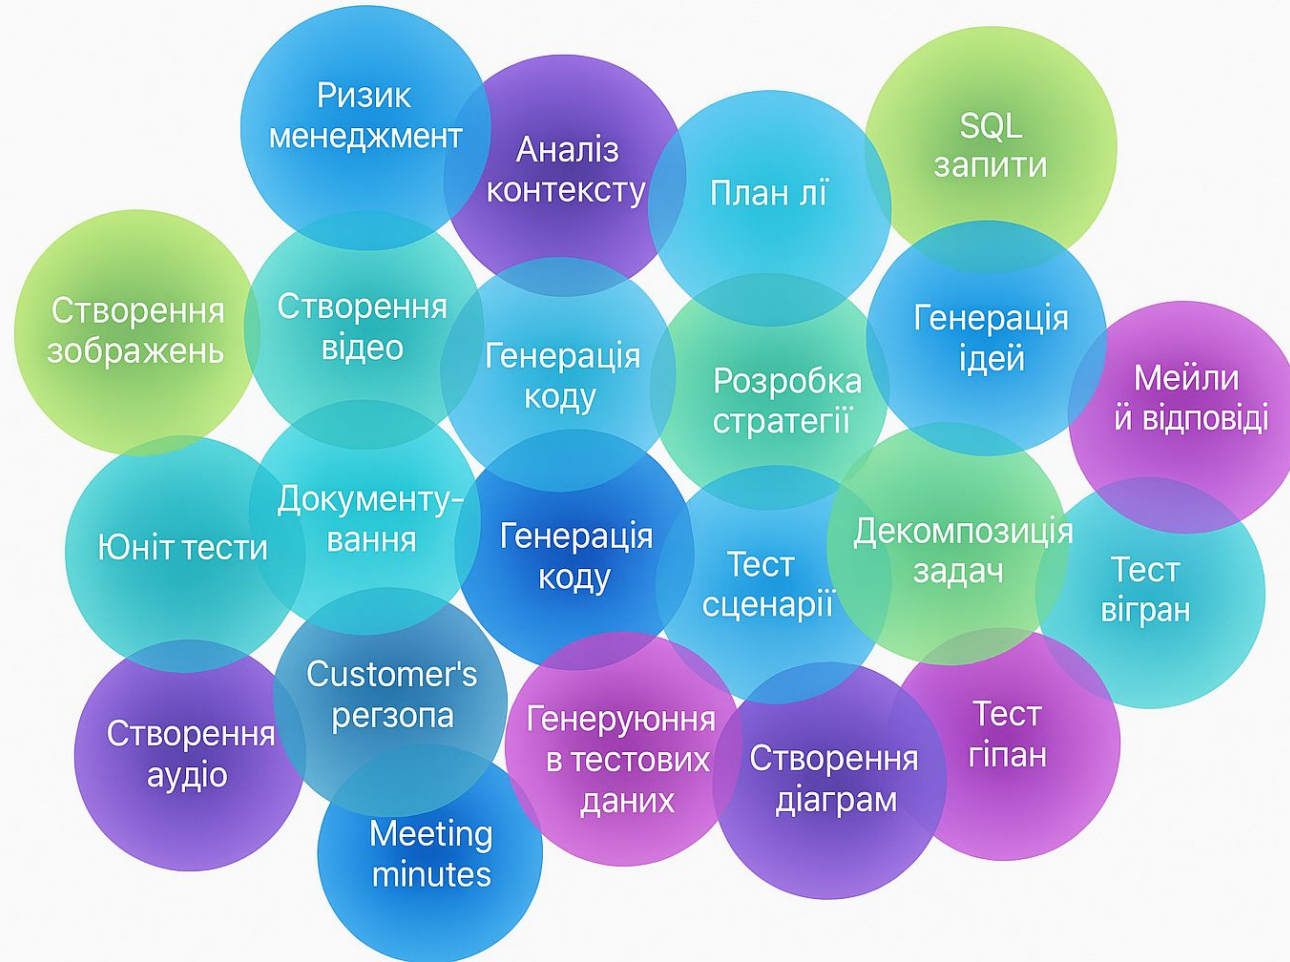 Ризик
менеджмент
Аналіз
контексту
План лї
SQL
запити
Створення
зображень
Створення
відео
Генерація
коду
Розробка
стратегії
Генерація
ідей
Мейли
й відповіді
Юніт тести
Документу-
вання
Генерація
коду
Тест
сценарії
Декомпозиція
задач
Тест
вігран
Створення
аудіо
Customer's
регзопа
Генеруюння
в тестових
даних
Створення
діаграм
Тест
гіпан
Meeting
minutes